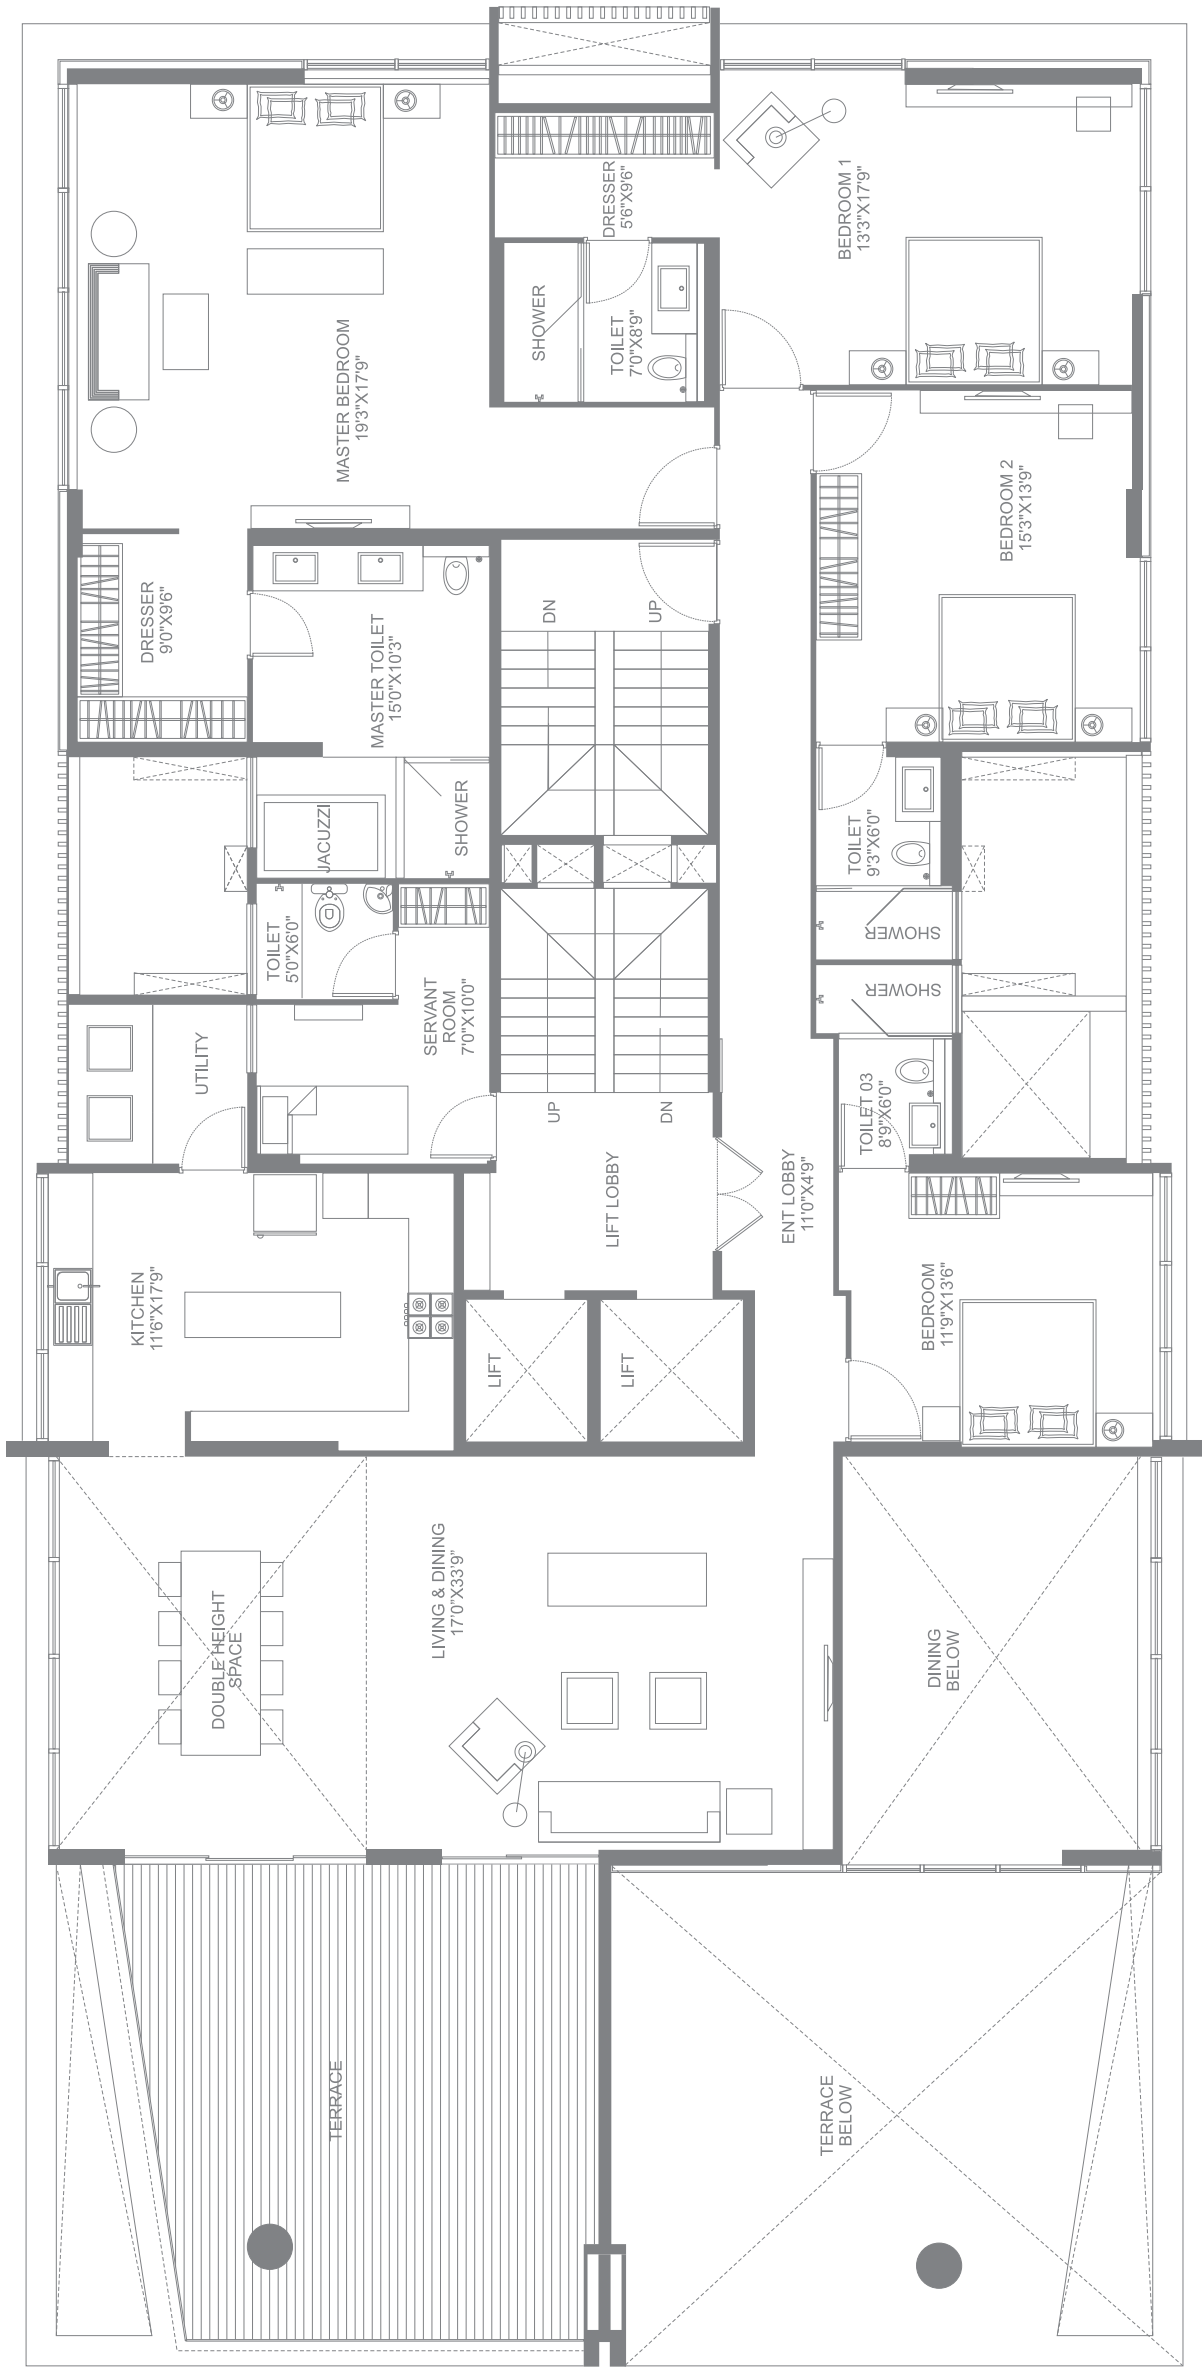 DRESSER
5'6"X9'6"
BEDROOM 1
13'3"X17'9"
SHOWER
TOILET
7'0"X8'9"
MASTER BEDROOM
19'3"X17'9"
BEDROOM 2
15'3"X13'9"
DRESSER
9'0"X9'6"
DN
UP
MASTER TOILET
15'0"X10'3"
JACUZZI
SHOWER
TOILET
9'3"X6'0"
SHOWER
TOILET
5'0"X6'0"
SHOWER
SERVANT
ROOM
7'0"X10'0"
UTILITY
UP
DN
TOILET 03
8'9"X6'0"
LIFT LOBBY
ENT LOBBY
11'0"X4'9"
KITCHEN
11'6"X17'9"
BEDROOM
11'9"X13'6"
LIFT
LIFT
LIVING & DINING
17'0"X33'9"
DOUBLE HEIGHT
SPACE
DINING
BELOW
TERRACE
TERRACE
BELOW